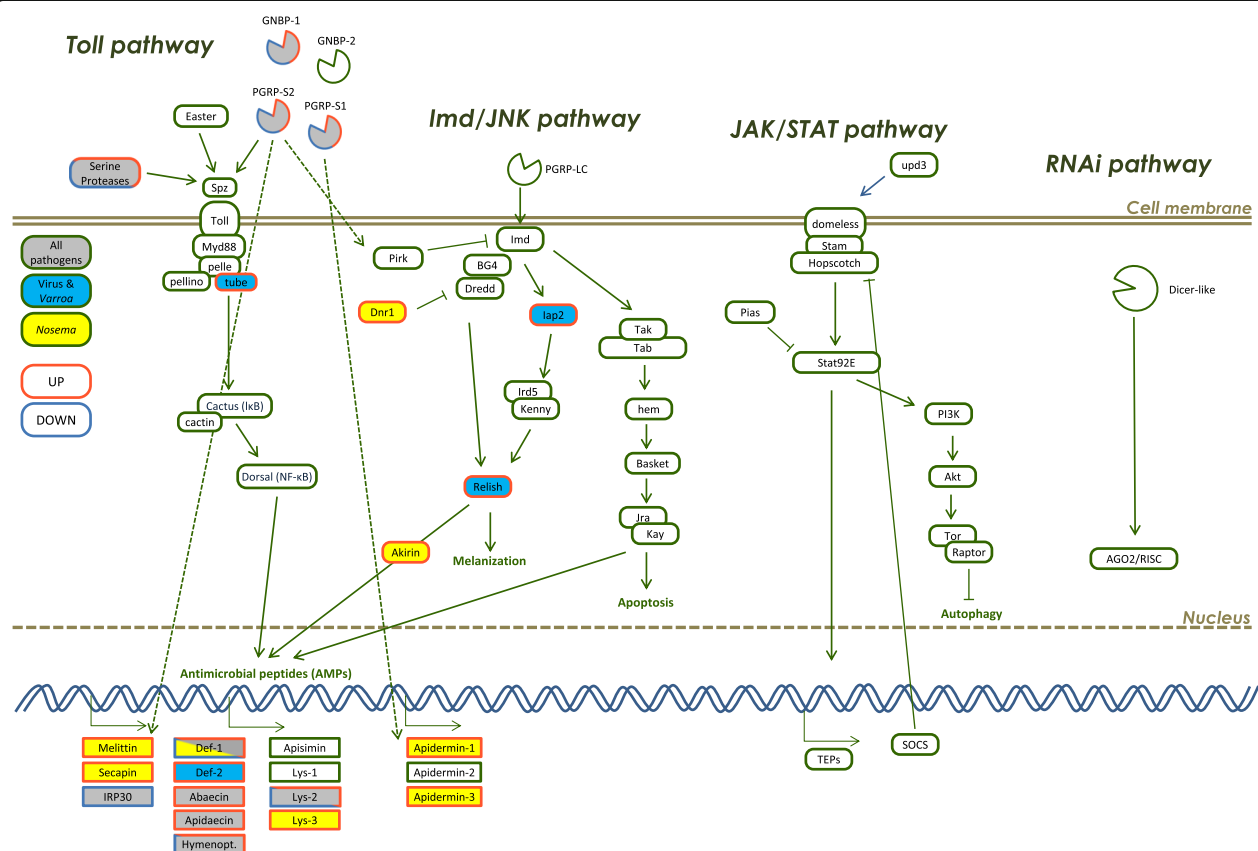 GNBP-1
Toll pathway
GNBP-2
PGRP-S2
PGRP-S1
Easter
Imd/JNK pathway
JAK/STAT pathway
RNAi pathway
Serine
Proteases
Spz
PGRP-LC
upd3
Cell membrane
Toll
domeless
All
pathogens
Myd88
Imd
Stam
pelle
Pirk
BG4
Hopscotch
pellino
tube
Dredd
Virus &
Varroa
Dicer-like
Nosema
Dnr1
Iap2
Pias
Tak
Tab
Stat92E
UP
Ird5
Kenny
DOWN
Cactus (IκB)
cactin
hem
PI3K
Basket
Dorsal (NF-κB)
Relish
Akt
Jra
Kay
Tor
Raptor
Akirin
Melanization
AGO2/RISC
Apoptosis
Autophagy
Nucleus
Antimicrobial peptides (AMPs)
Melittin
Def-1
Apisimin
Apidermin-1
SOCS
TEPs
Secapin
Def-2
Lys-1
Apidermin-2
IRP30
Abaecin
Lys-2
Apidermin-3
Apidaecin
Lys-3
Hymenopt.